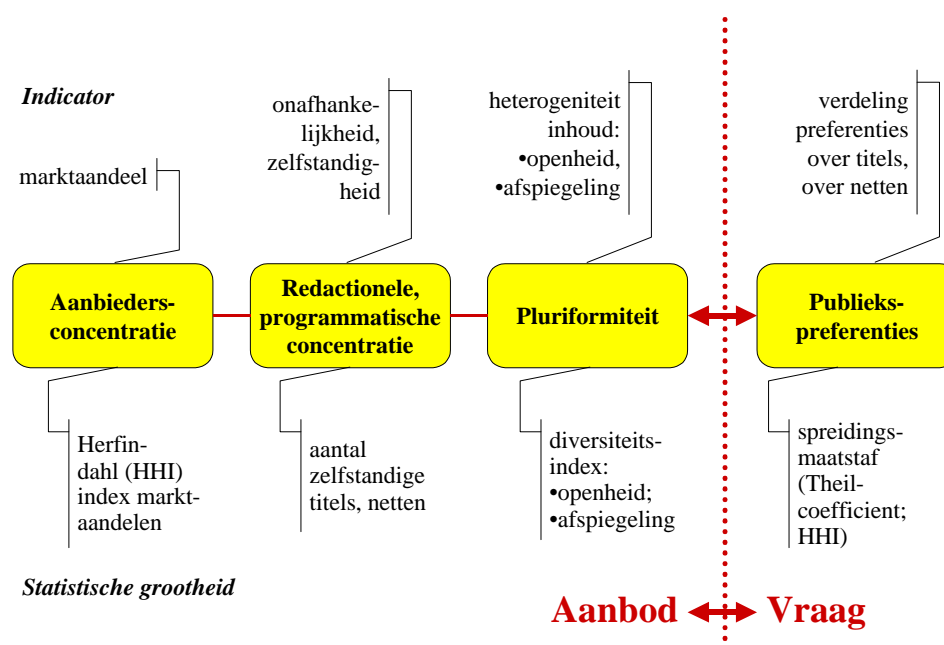 Indicator
marktaandeel
onafhanke-
lijkheid,
zelfstandig-
heid
heterogeniteit
inhoud:
•openheid,
•afspiegeling
verdeling
preferenties
over titels,
over netten
Aanbieders-
concentratie
Redactionele,
programmatische
concentratie
Pluriformiteit
Publieks-
preferenties
Herfin-
dahl (HHI)
index markt-
aandelen
aantal
zelfstandige
titels, netten
diversiteits-
index:
•openheid;
•afspiegeling
spreidings-
maatstaf
(Theil-
coefficient;
HHI)
Statistische grootheid
Aanbod
Vraag